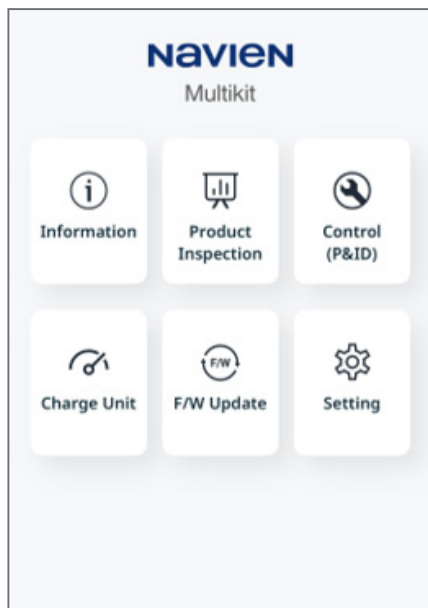 NAVIEN
Multikit
Information
Product
Inspection
Control
(P&ID)
Charge Unit
F/W
F/W Update
Setting